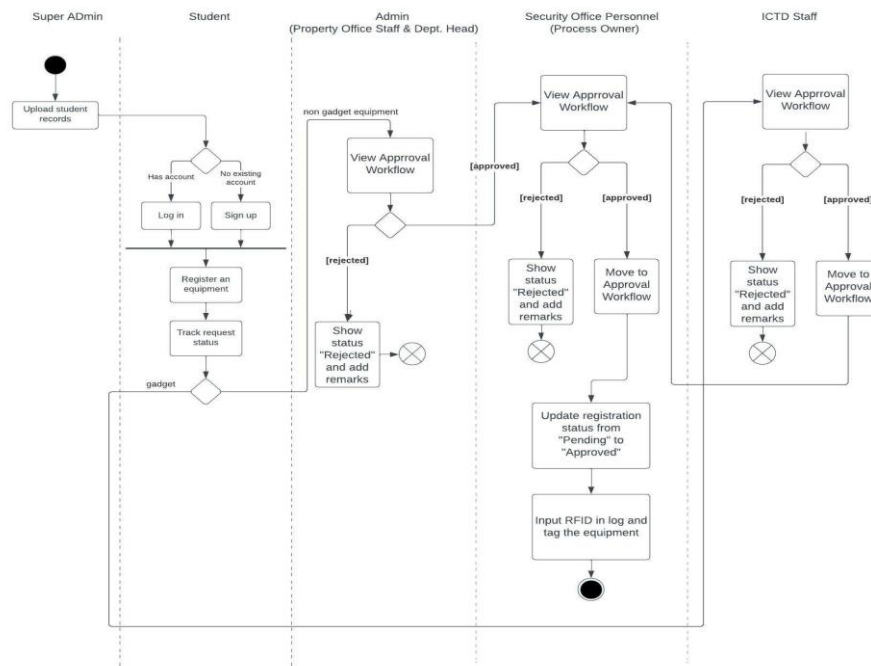 Super ADmin
Student
Admin
(Property Office Staff & Dept. Head)
Security Office Personnel
(Process Owner)
ICTD Staff
Upload student
records
Has account
No existing
account
Log in
Sign up
Register an
equipment
Track request
status
gadget
non gadget equipment
View Apprroval
Workflow
[rejected]
[approved]
Show
status
"Rejected"
and add
remarks
View Apprroval
Workflow
[rejected]
[approved]
Show
status
"Rejected"
and add
remarks
Move to
Approval
Workflow
Update registration
status from
"Pending" to
"Approved"
Input RFID in log and
tag the equipment
View Apprroval
Workflow
[rejected]
[approved]
Show
status
"Rejected"
and add
remarks
Move to
Approval
Workflow